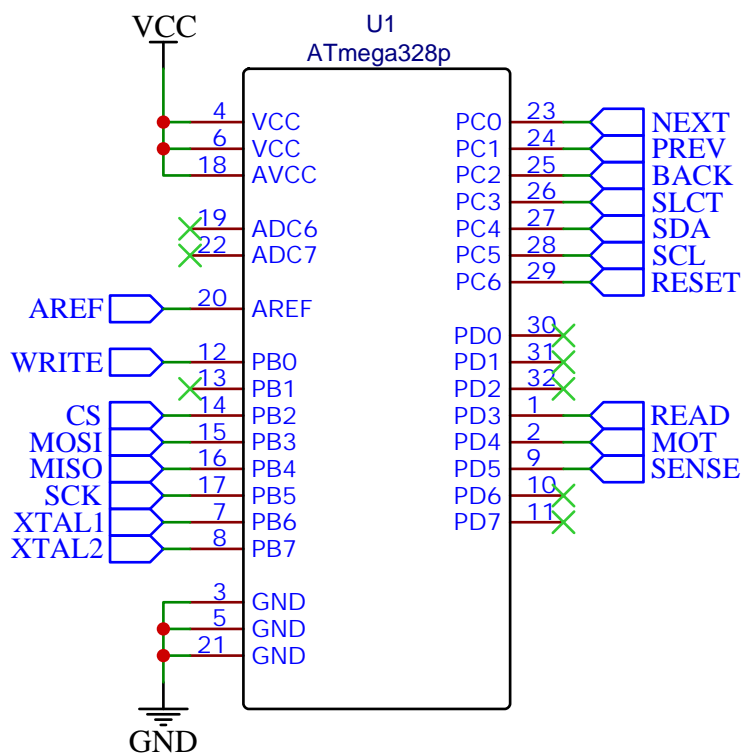 VCC
U1
ATmega328p
4 VCC
6 VCC
18 AVCC
19 ADC6
22 ADC7
AREF 20 AREF
WRITE 12 PB0
13 PB1
CS 14 PB2
MOSI 15 PB3
MISO 16 PB4
SCK 17 PB5
XTAL1 7 PB6
XTAL2 8 PB7
3 GND
5 GND
21 GND
GND
PC0 23 NEXT
PC1 24 PREV
PC2 25 BACK
PC3 26 SLCT
PC4 27 SDA
PC5 28 SCL
PC6 29 RESET
PD0 30
PD1 31
PD2 32
PD3 1 READ
PD4 2 MOT
PD5 9 SENSE
PD6 10
PD7 11